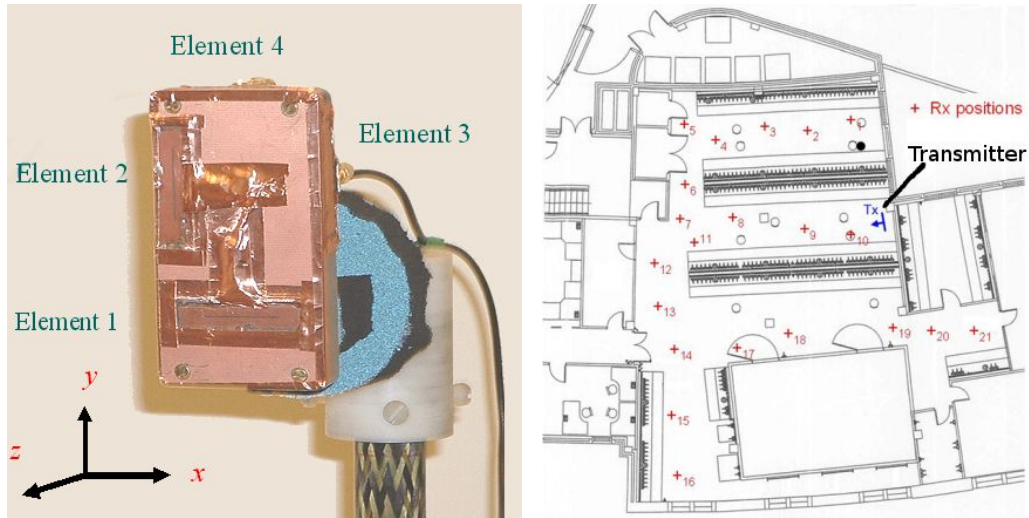 Element 4
Element 3
Element 2
Element 1
y
z
x
+ Rx positions
Transmitter
Tx
1
2
3
4
5
6
7
8
9
10
11
12
13
14
15
16
17
18
19
20
21